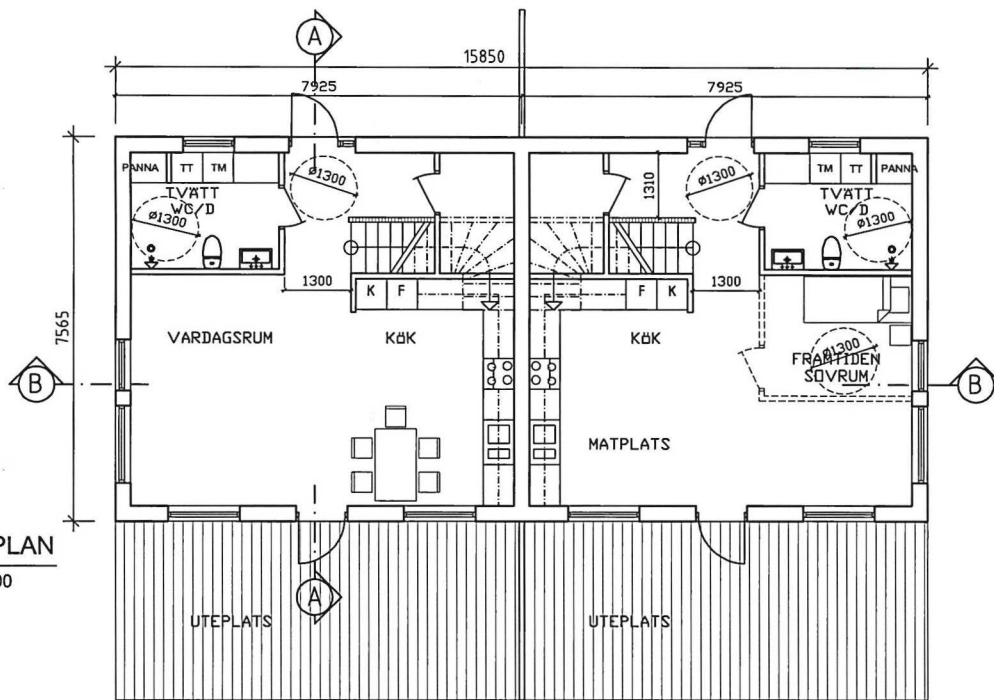 A
15850
7925 7925
PANNA TT TM TM TT PANNA
TVÄTT
WC/D
TVÄTT
WC/D
Ø1300 Ø1300 Ø1300 Ø1300
1310
1300 K F F K 1300
7565
VARDAGSRUM KÖK KÖK
Ø1300
FRAMTIDEN
SOVRUM
B B
MATPLATS
PLAN
00
A
UTEPLATS UTEPLATS